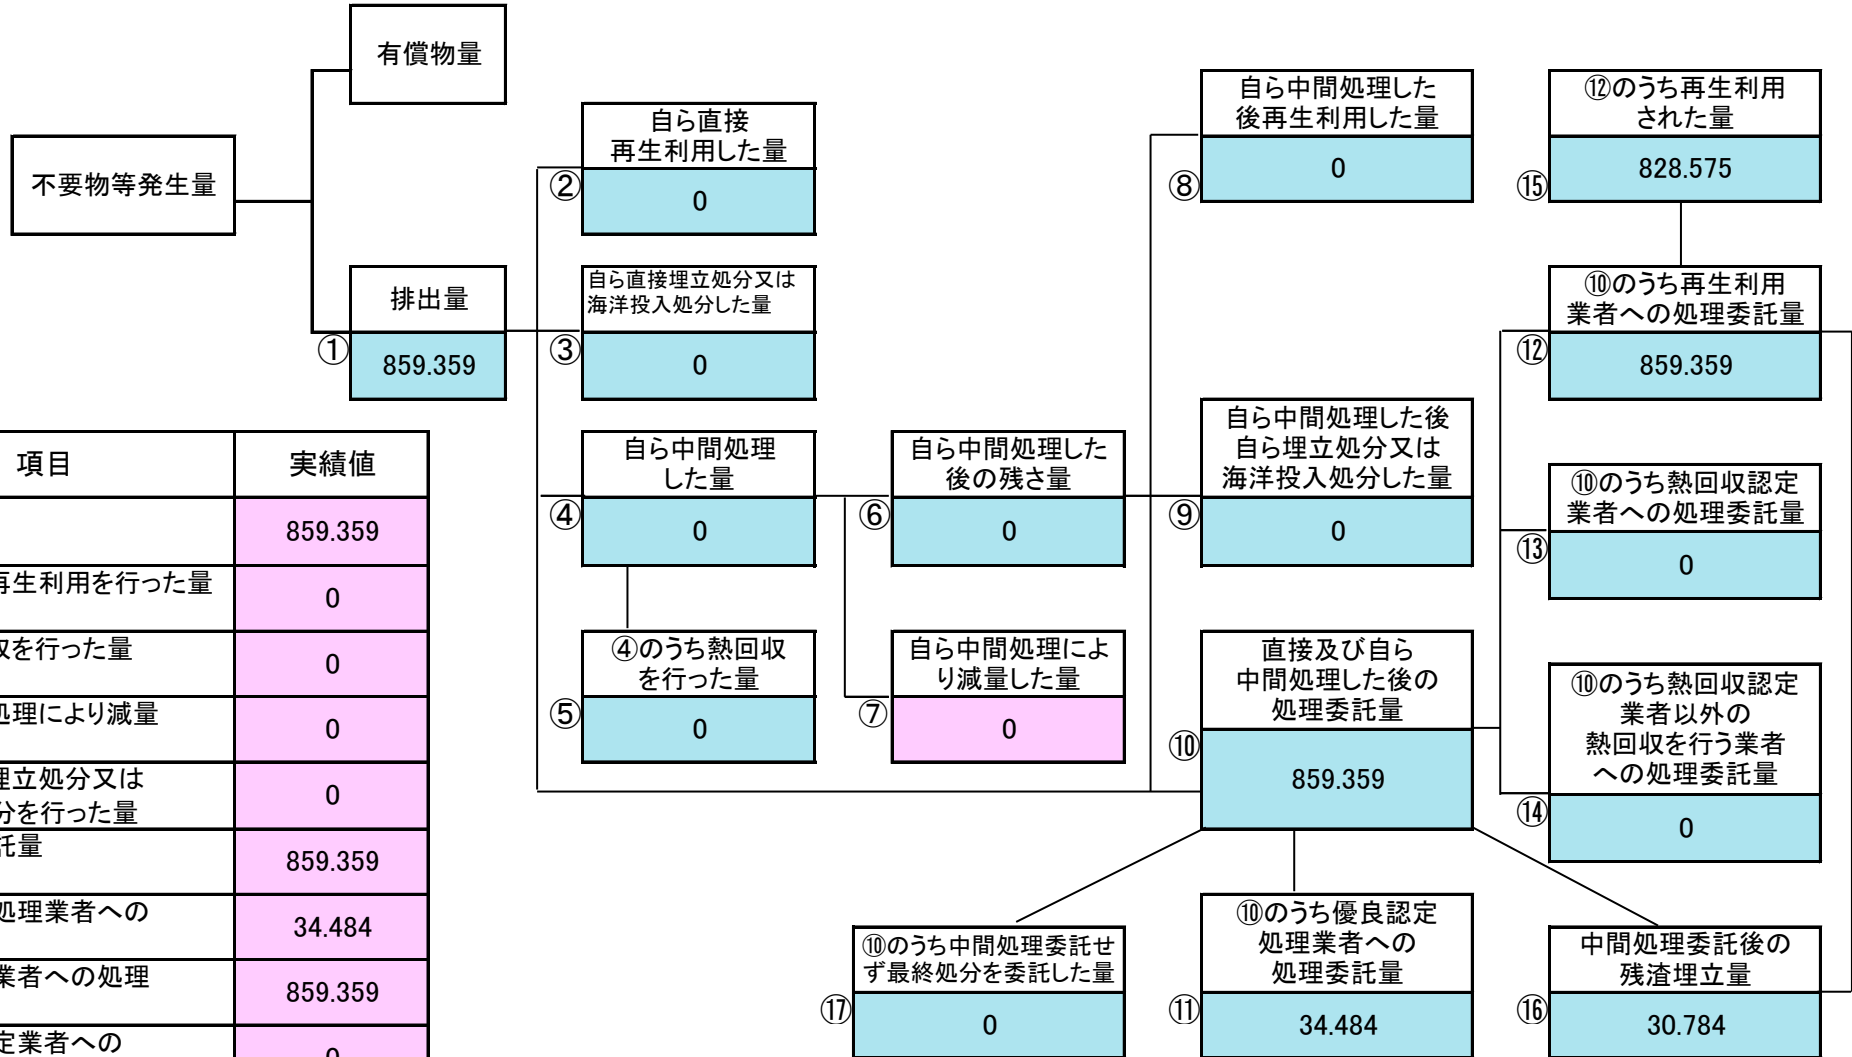 有償物量
不要物等発生量
排出量
①
859.359
自ら直接
再生利用した量
②
0
自ら直接埋立処分又は
海洋投入処分した量
③
0
自ら中間処理
した量
④
0
④のうち熱回収
を行った量
⑤
0
自ら中間処理した
後の残さ量
⑥
0
自ら中間処理によ
り減量した量
⑦
0
自ら中間処理した
後再生利用した量
⑧
0
自ら中間処理した後
自ら埋立処分又は
海洋投入処分した量
⑨
0
直接及び自ら
中間処理した後の
処理委託量
⑩
859.359
⑩のうち中間処理委託せ
ず最終処分を委託した量
⑰
0
⑩のうち優良認定
処理業者への
処理委託量
⑪
34.484
中間処理委託後の
残渣埋立量
⑯
30.784
⑫のうち再生利用
された量
⑮
828.575
⑩のうち再生利用
業者への処理委託量
⑫
859.359
⑩のうち熱回収認定
業者への処理委託量
⑬
0
⑩のうち熱回収認定
業者以外の
熱回収を行う業者
への処理委託量
⑭
0
項目 実績値
859.359
再生利用を行った量 0
を行った量 0
処理により減量 0
埋立処分又は
分を行った量 0
託量 859.359
処理業者への 34.484
業者への処理 859.359
定業者への 0